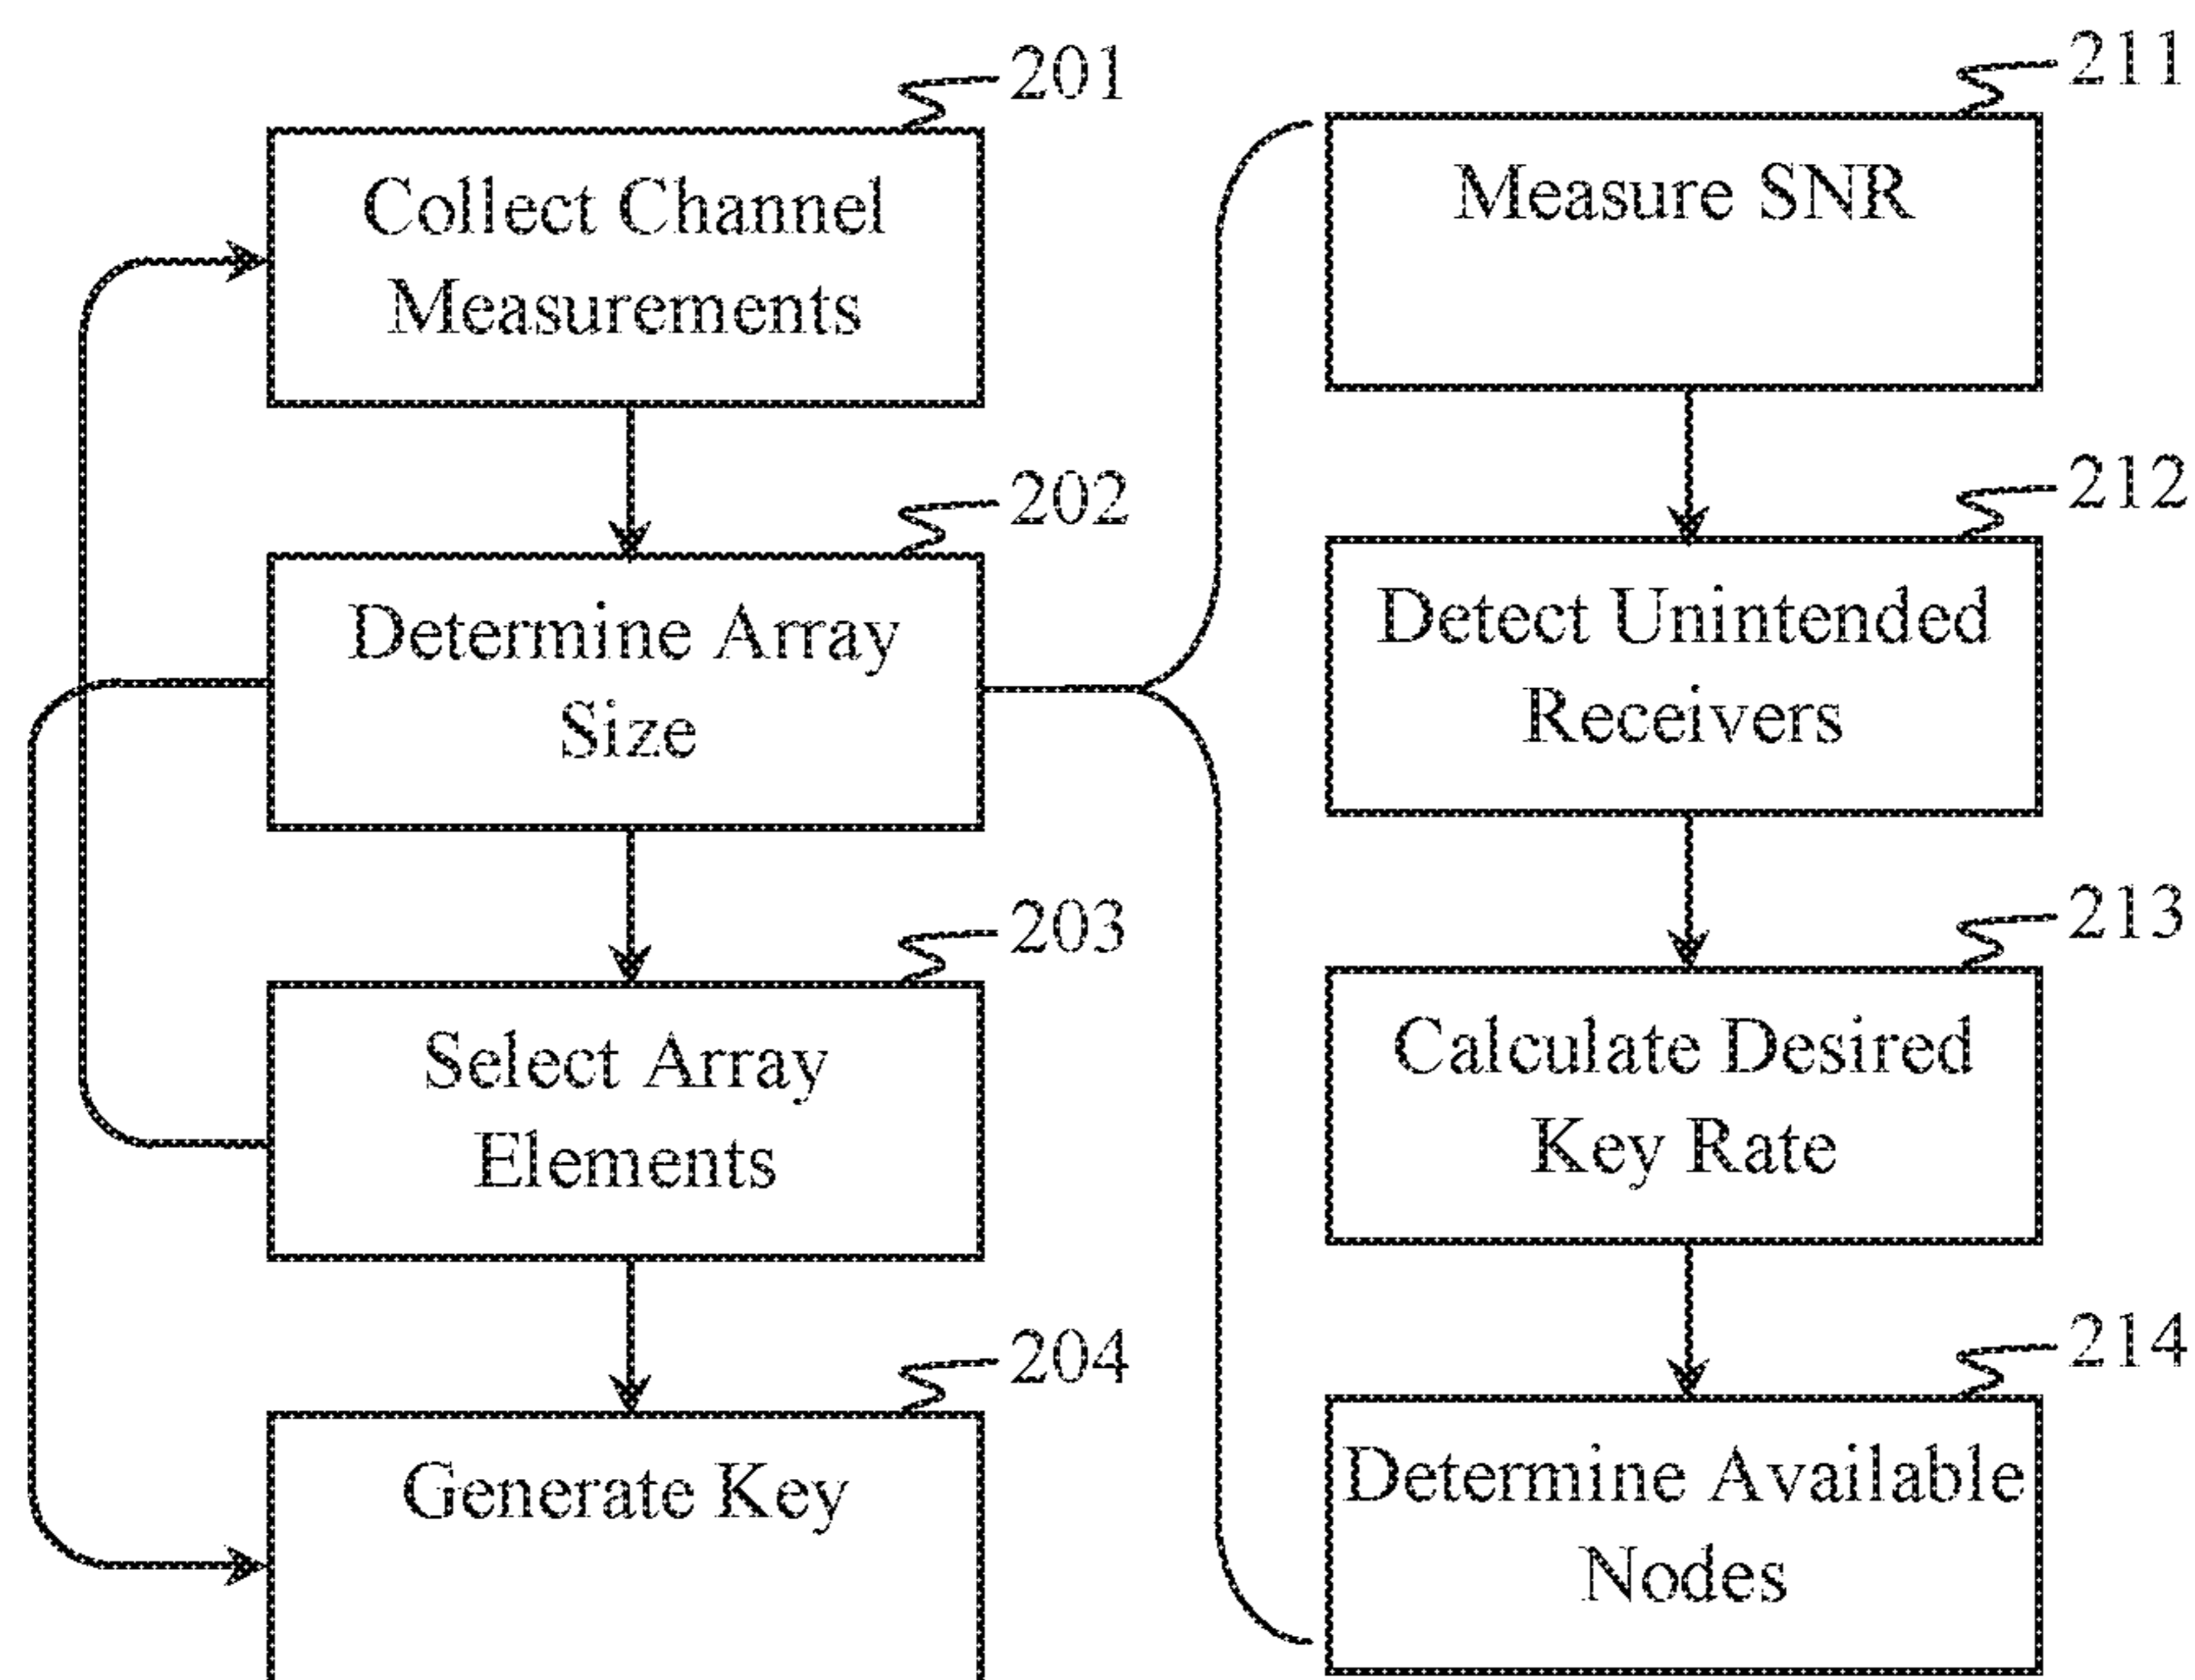 201
Collect Channel
Measurements
202
Determine Array
Size
203
Select Array
Elements
204
Generate Key
211
Measure SNR
212
Detect Unintended
Receivers
213
Calculate Desired
Key Rate
214
Determine Available
Nodes